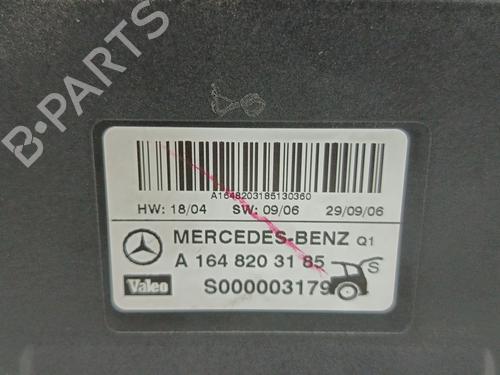 B-PARTS
A1648203185130360
HW: 18/04 SW: 09/06 29/09/06
MERCEDES-BENZ Q1
A 164 820 31 85
S
Valeo S000003179